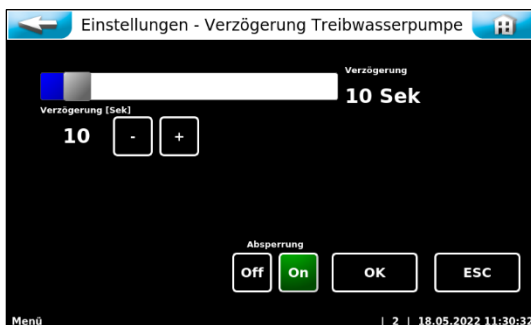 Einstellungen - Verzögerung Treibwasserpumpe
Verzögerung
10 Sek
Verzögerung [Sek]
10 - +
Absperrung
Off On OK ESC
Menü | 2 | 18.05.2022 11:30:32